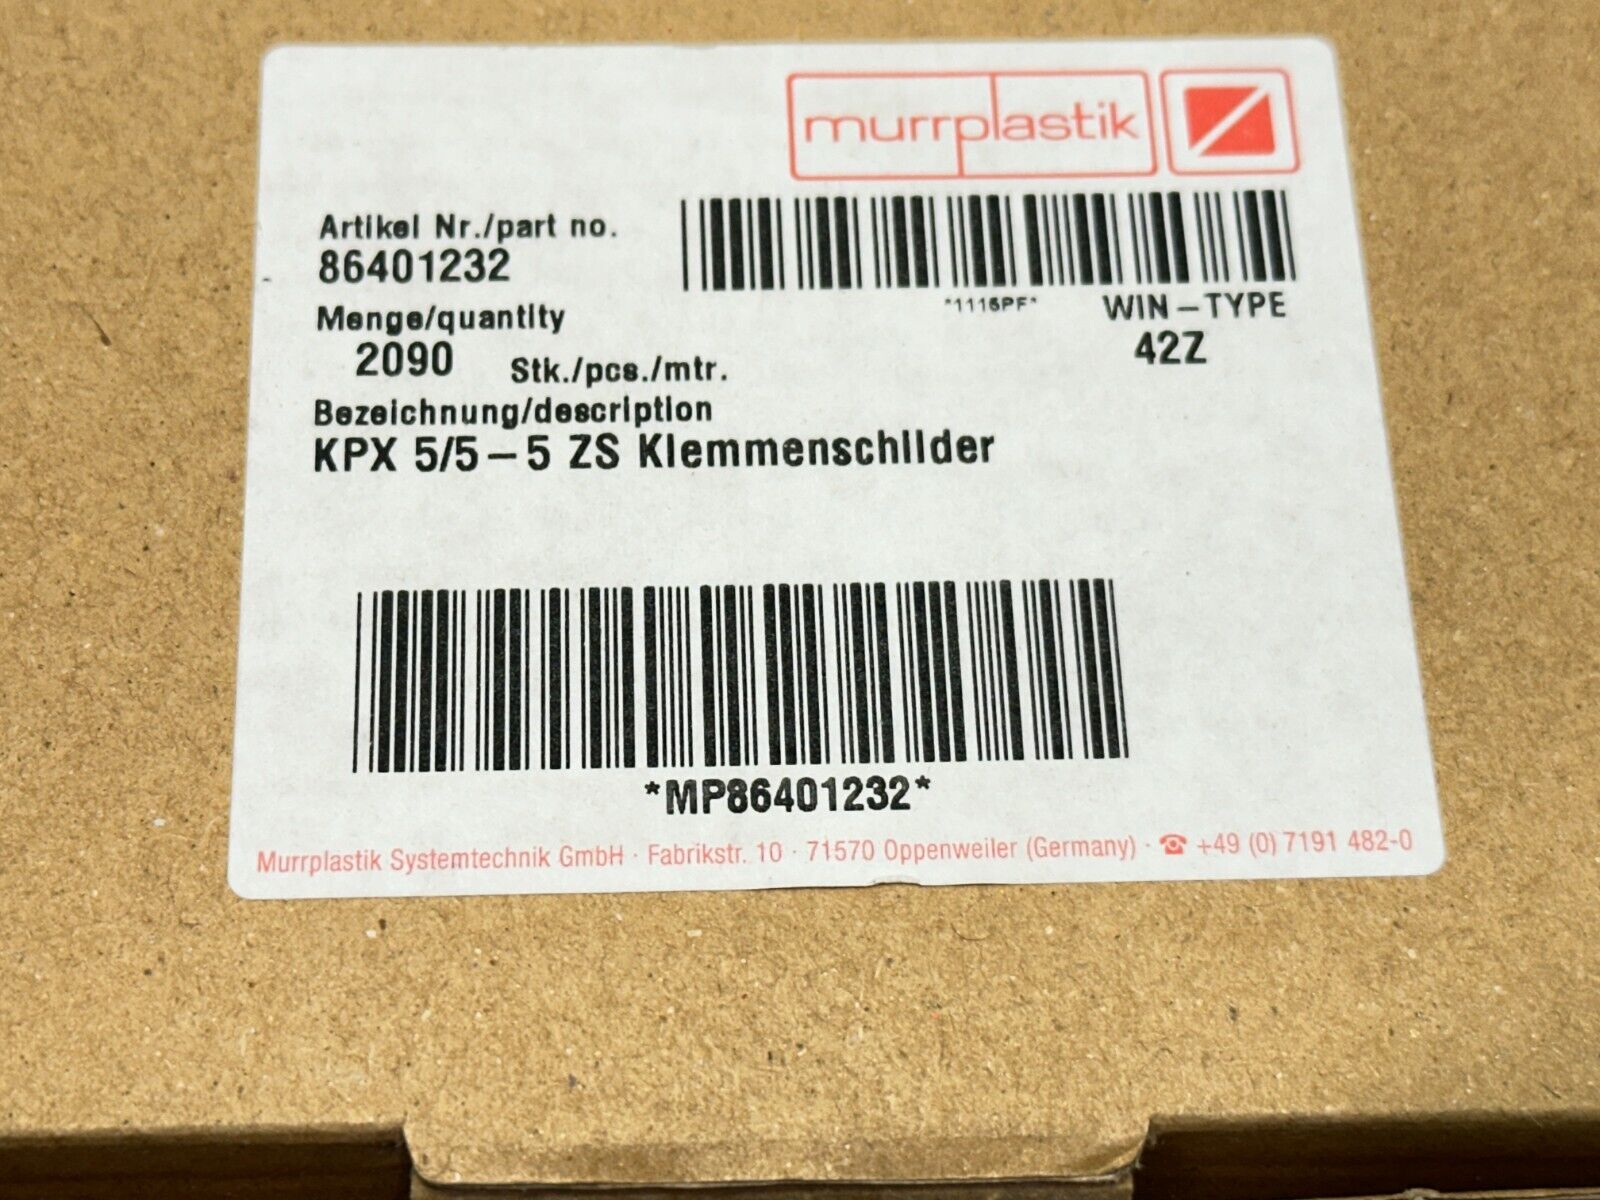 murrplastik
Artikel Nr./part no.
86401232
*1116PF* WIN-TYPE
Menge/quantity
42Z
2090 Stk./pcs./mtr.
Bezeichnung/description
KPX 5/5-5 ZS Klemmenschilder
*MP86401232*
Murrplastik Systemtechnik GmbH · Fabrikstr. 10 · 71570 Oppenweiler (Germany) · ☎ +49 (0) 7191 482-0